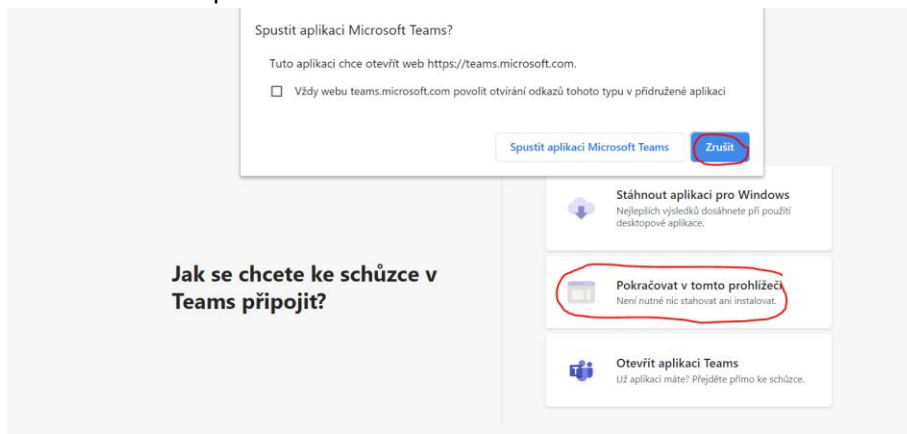 Spustit aplikaci Microsoft Teams?
Tuto aplikaci chce otevřít web https://teams.microsoft.com.
Vždy webu teams.microsoft.com povolit otvírání odkazů tohoto typu v přidružené aplikaci
Spustit aplikaci Microsoft Teams
Zrušit
Stáhnout aplikaci pro Windows
Nejlepších výsledků dosáhnete při použití
desktopové aplikace.
Jak se chcete ke schůzce v
Teams připojit?
Pokračovat v tomto prohlížeči
Není nutné nic stahovat ani instalovat.
Otevřít aplikaci Teams
Už aplikaci máte? Přejděte přímo ke schůzce.